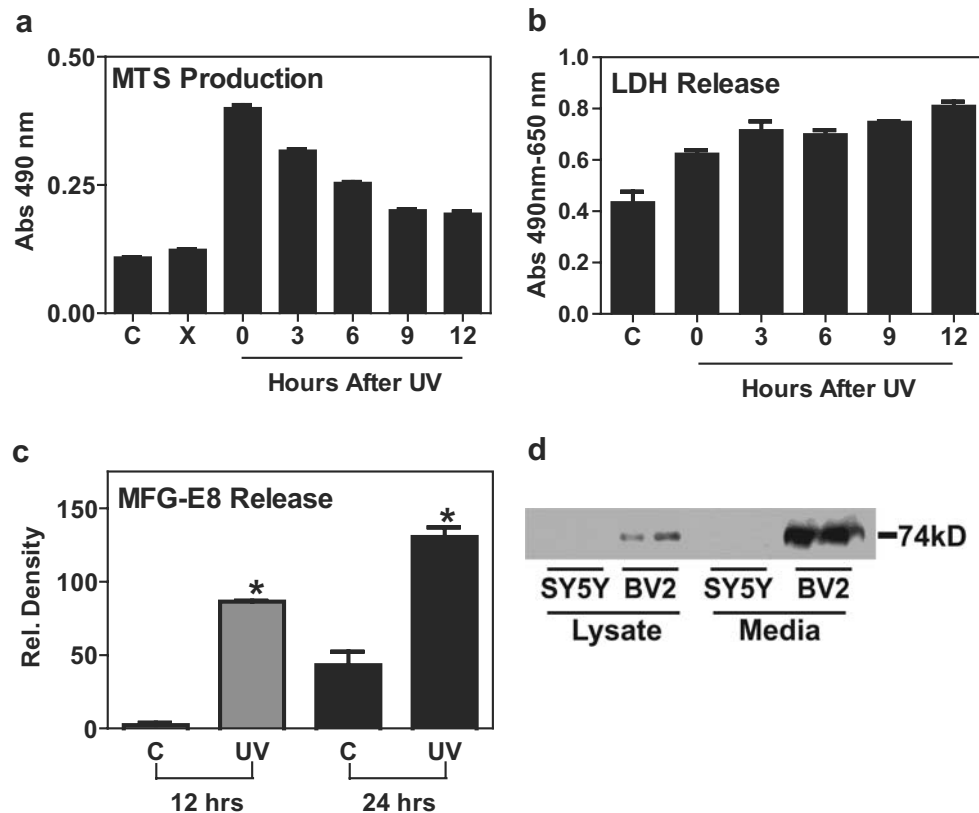 a
MTS Production
Abs 490 nm
0.50
0.25
0.00
C X 0 3 6 9 12
Hours After UV
b
LDH Release
Abs 490nm-650 nm
1.0
0.8
0.6
0.4
0.2
0.0
C 0 3 6 9 12
Hours After UV
c
MFG-E8 Release
Rel. Density
150
100
50
0
* *
C UV C UV
12 hrs 24 hrs
d
74kD
SY5Y BV2 SY5Y BV2
Lysate Media